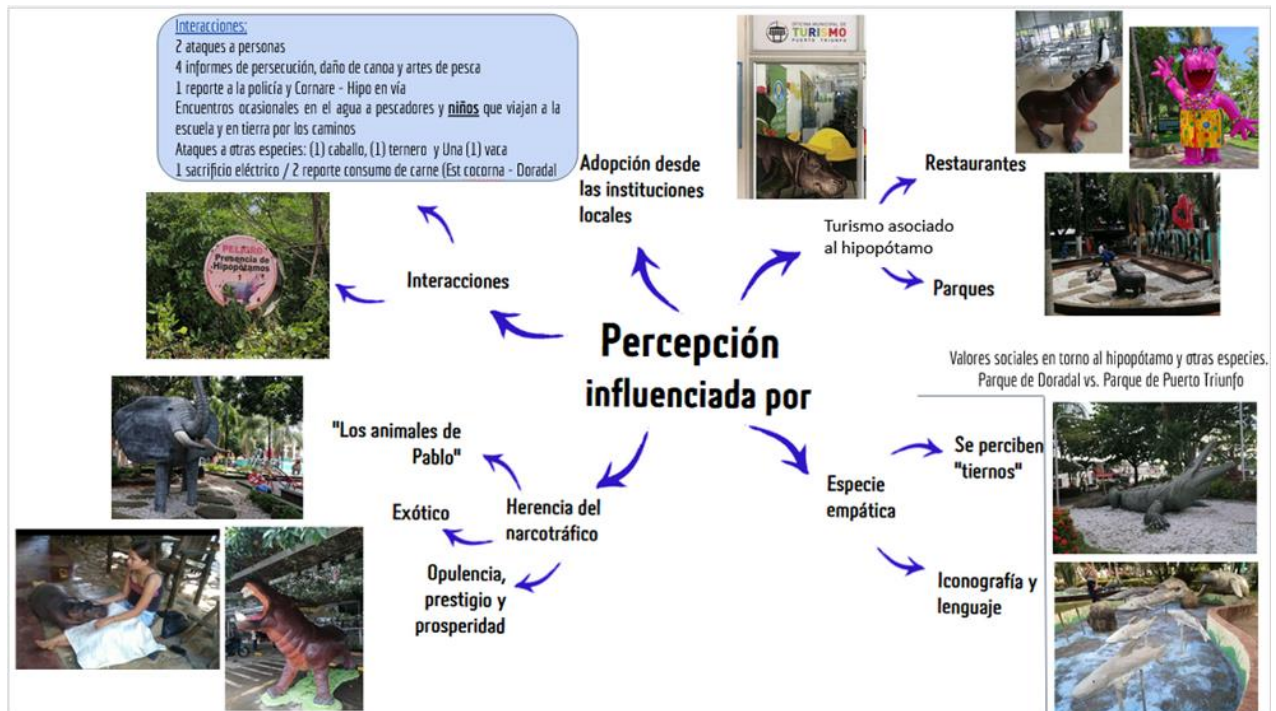 Interacciones:
2 ataques a personas
4 informes de persecución, daño de canoa y artes de pesca
1 reporte a la policía y Cornare - Hipo en vía
Encuentros ocasionales en el agua a pescadores y niños que viajan a la
escuela y en tierra por los caminos
Ataques a otras especies: (1) caballo, (1) ternero y Una (1) vaca
1 sacrificio eléctrico / 2 reporte consumo de carne (Est cocorna - Doradal
OFICINA MUNICIPAL DE
TURISMO
PUERTO TRIUNFO
Adopción desde
las instituciones
locales
Restaurantes
Turismo asociado
al hipopótamo
Parques
PELIGRO
Presencia de
Hipopótamos
Interacciones
Percepción
influenciada por
Valores sociales en torno al hipopótamo y otras especies.
Parque de Doradal vs. Parque de Puerto Triunfo
"Los animales de
Pablo"
Exótico
Herencia del
narcotráfico
Opulencia,
prestigio y
prosperidad
Especie
empática
Se perciben
"tiernos"
Iconografía y
lenguaje